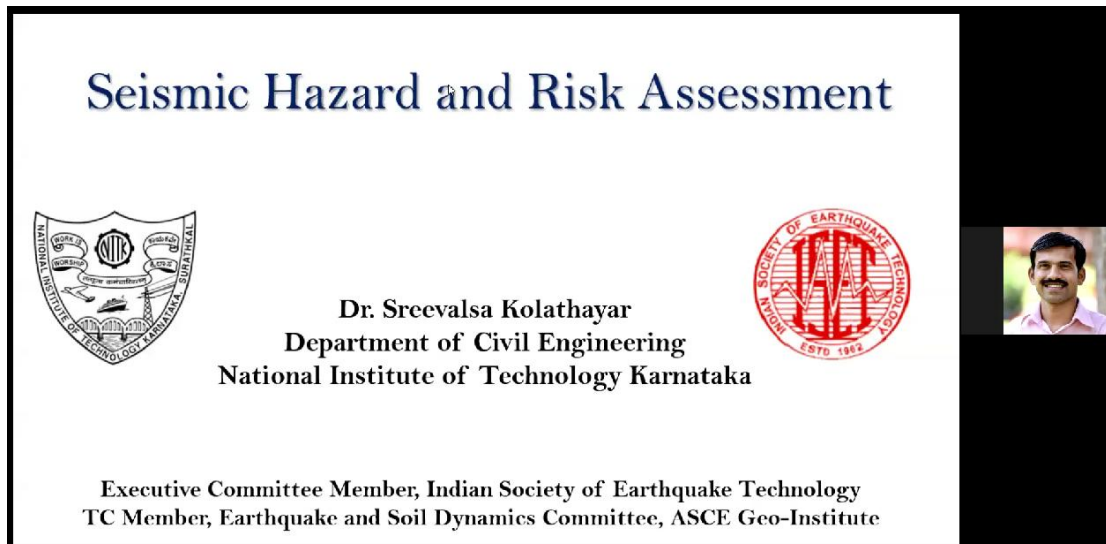 Seismic Hazard and Risk Assessment
NATIONAL INSTITUTE OF TECHNOLOGY KARNATAKA, SURATHKAL
WORK IS
WORSHIP
NITK
INDIAN SOCIETY OF EARTHQUAKE TECHNOLOGY
ISET
ESTD 1962
Dr. Sreevalsa Kolathayar
Department of Civil Engineering
National Institute of Technology Karnataka
Executive Committee Member, Indian Society of Earthquake Technology
TC Member, Earthquake and Soil Dynamics Committee, ASCE Geo-Institute